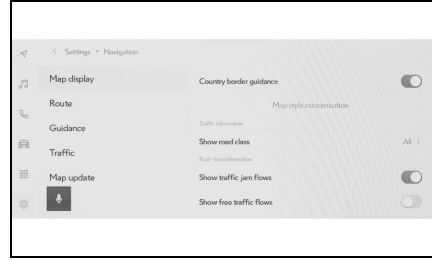 Settings • Navigation
Map display
Route
Guidance
Traffic
Map update
Country border guidance
Map style customisation
Traffic information
Show road class
All
Real-time information
Show traffic jam flows
Show free traffic flows